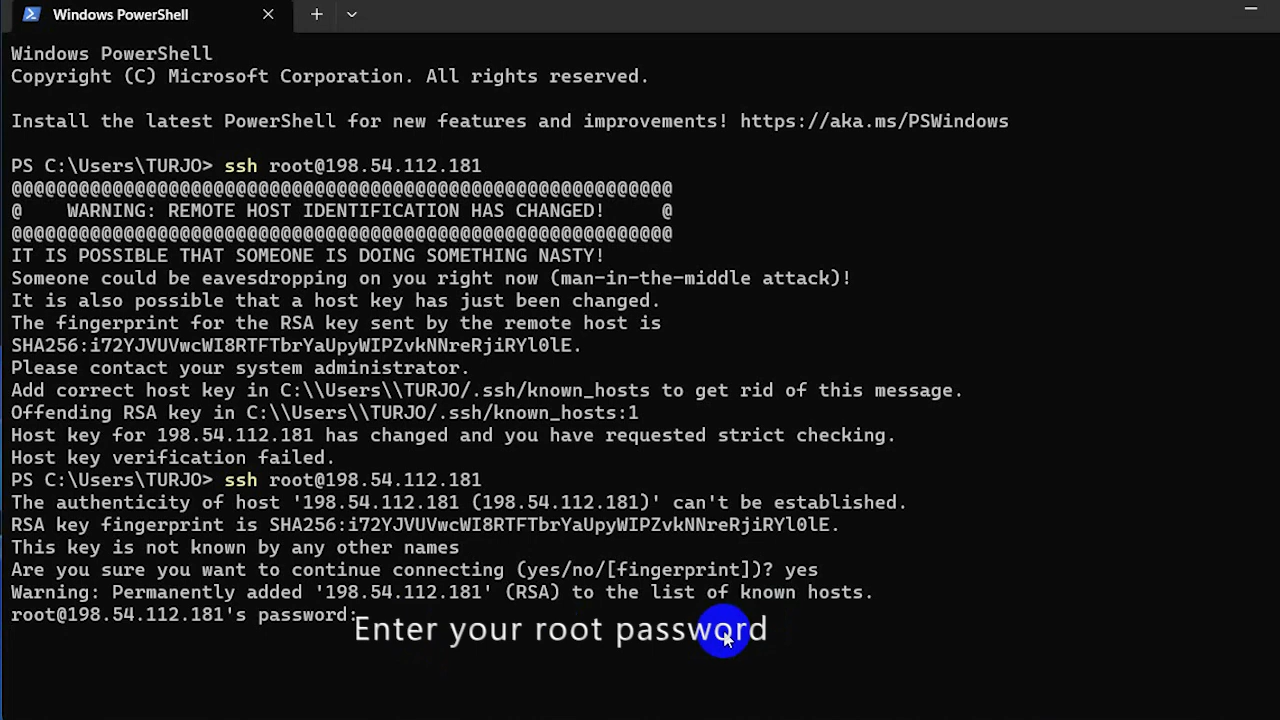 Windows PowerShell
Windows PowerShell
Copyright (C) Microsoft Corporation. All rights reserved.
Install the latest PowerShell for new features and improvements! https://aka.ms/PSWindows
PS C:\Users\TURJO> ssh root@198.54.112.181
@@@@@@@@@@@@@@@@@@@@@@@@@@@@@@@@@@@@@@@@@@@@@@@@@@@@@@@@@@@
@    WARNING: REMOTE HOST IDENTIFICATION HAS CHANGED!     @
@@@@@@@@@@@@@@@@@@@@@@@@@@@@@@@@@@@@@@@@@@@@@@@@@@@@@@@@@@@
IT IS POSSIBLE THAT SOMEONE IS DOING SOMETHING NASTY!
Someone could be eavesdropping on you right now (man-in-the-middle attack)!
It is also possible that a host key has just been changed.
The fingerprint for the RSA key sent by the remote host is
SHA256:i72YJVUVwcWI8RTFTbrYaUpyWIPZvkNNreRjiRYl0lE.
Please contact your system administrator.
Add correct host key in C:\\Users\\TURJO/.ssh/known_hosts to get rid of this message.
Offending RSA key in C:\\Users\\TURJO/.ssh/known_hosts:1
Host key for 198.54.112.181 has changed and you have requested strict checking.
Host key verification failed.
PS C:\Users\TURJO> ssh root@198.54.112.181
The authenticity of host '198.54.112.181 (198.54.112.181)' can't be established.
RSA key fingerprint is SHA256:i72YJVUVwcWI8RTFTbrYaUpyWIPZvkNNreRjiRYl0lE.
This key is not known by any other names
Are you sure you want to continue connecting (yes/no/[fingerprint])? yes
Warning: Permanently added '198.54.112.181' (RSA) to the list of known hosts.
root@198.54.112.181's password:
Enter your root password